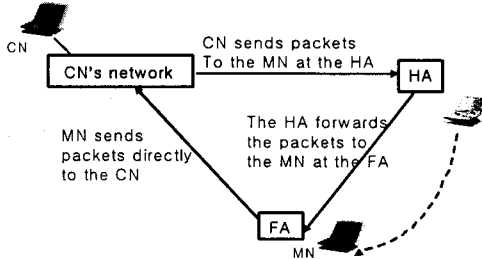 CN
CN's network
CN sends packets
To the MN at the HA
HA
MN sends
packets directly
to the CN
The HA forwards
the packets to
the MN at the FA
FA
MN